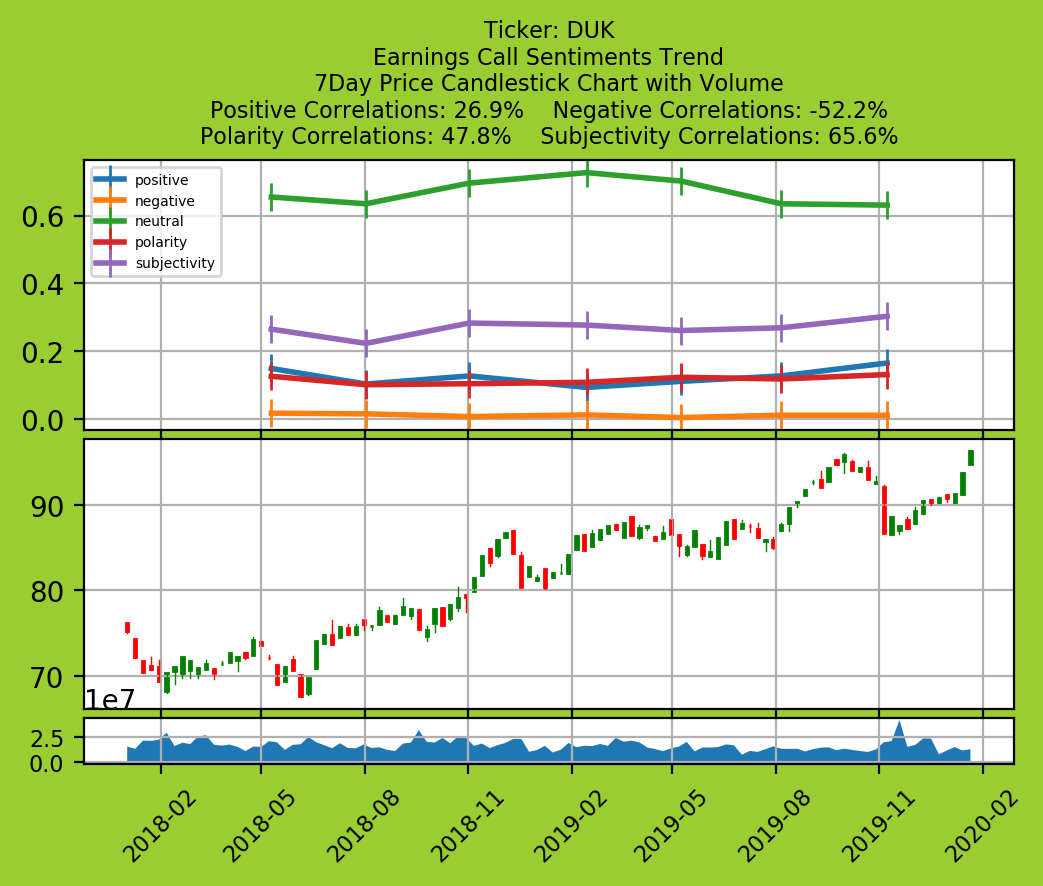 Ticker: DUK
Earnings Call Sentiments Trend
7Day Price Candlestick Chart with Volume
Positive Correlations: 26.9%    Negative Correlations: -52.2%
Polarity Correlations: 47.8%    Subjectivity Correlations: 65.6%
positive
negative
neutral
polarity
subjectivity
0.6
0.4
0.2
0.0
90
80
70
1e7
2.5
0.0
2018-02
2018-05
2018-08
2018-11
2019-02
2019-05
2019-08
2019-11
2020-02